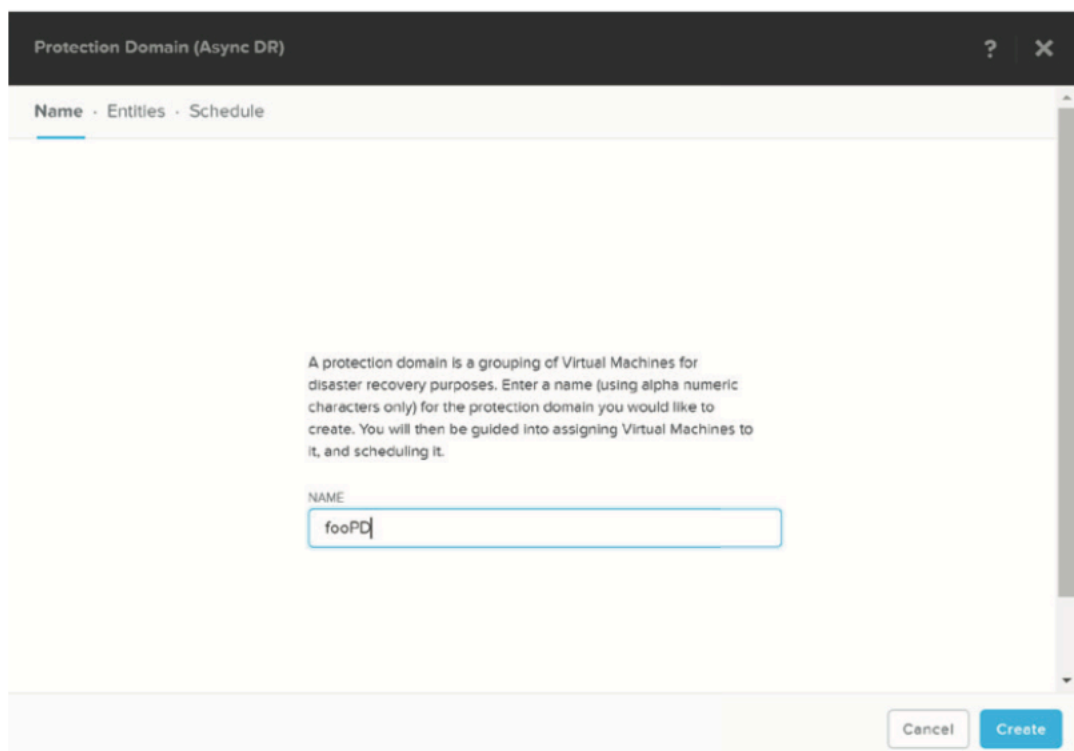 Protection Domain (Async DR)
? ×
Name · Entities · Schedule
A protection domain is a grouping of Virtual Machines for
disaster recovery purposes. Enter a name (using alpha numeric
characters only) for the protection domain you would like to
create. You will then be guided into assigning Virtual Machines to
it, and scheduling it.
NAME
fooPD
Cancel Create